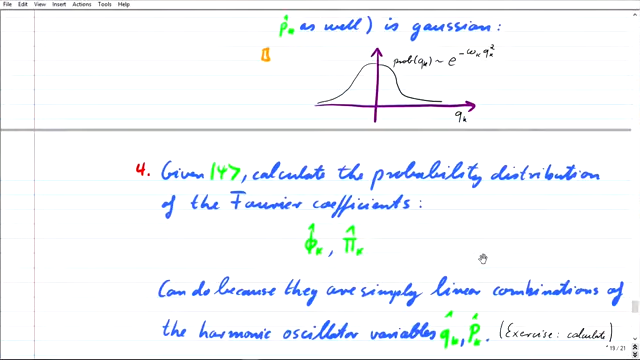 File Edit View Insert Actions Tools Help
p̂ₖ as well) is gaussian:
prob(qₖ) ~ e^{-ωₖ qₖ²}
qₖ
4. Given |ψ>, calculate the probability distribution
of the Fourier coefficients:
ϕ̂ₖ , π̂ₖ
Can do because they are simply linear combinations of
the harmonic oscillator variables q̂ₖ, p̂ₖ. (Exercise: calculate)
19 / 21